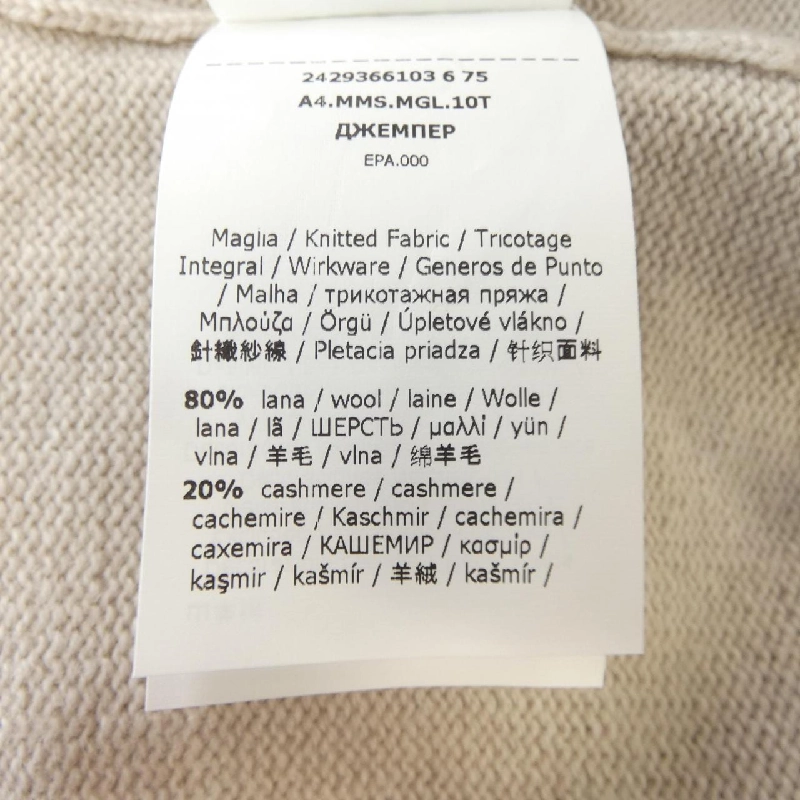 2429366103 6 75
A4.MMS.MGL.10T
ДЖЕМПЕР
EPA.000
Maglia / Knitted Fabric / Tricotage
Integral / Wirkware / Generos de Punto
/ Malha / трикотажная пряжа /
Μπλούζα / Örgü / Úpletové vlákno /
針織紗線 / Pletacia priadza / 针织面料
80% lana / wool / laine / Wolle /
lana / lã / ШЕРСТЬ / μαλλί / yün /
vlna / 羊毛 / vlna / 绵羊毛
20% cashmere / cashmere /
cachemire / Kaschmir / cachemira /
caxemira / КАШЕМИР / κασμίρ /
kaşmir / kašmír / 羊絨 / kašmír /